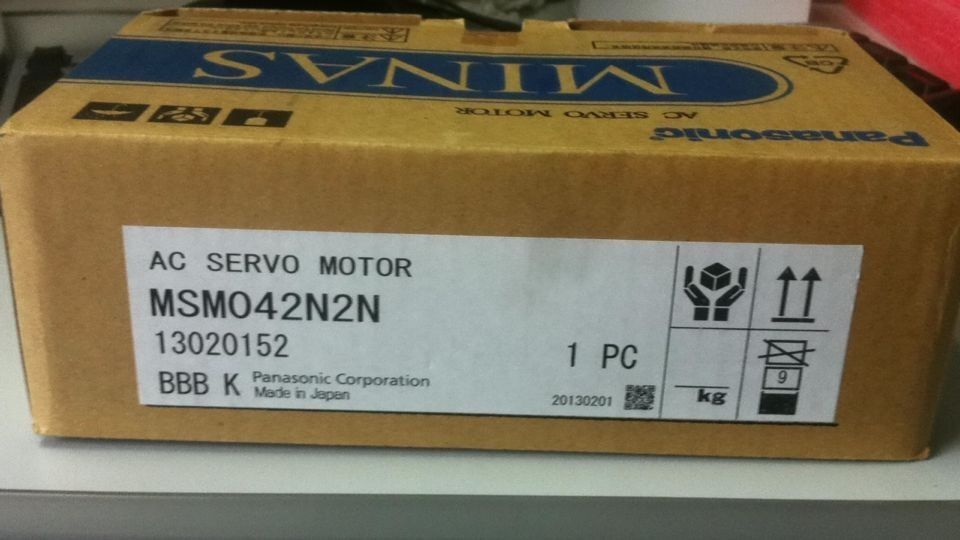 MINAS
AC SERVO MOTOR
Panasonic
AC SERVO MOTOR
MSM042N2N
13020152
1 PC
BBB K Panasonic Corporation
Made in Japan
20130201
kg
9